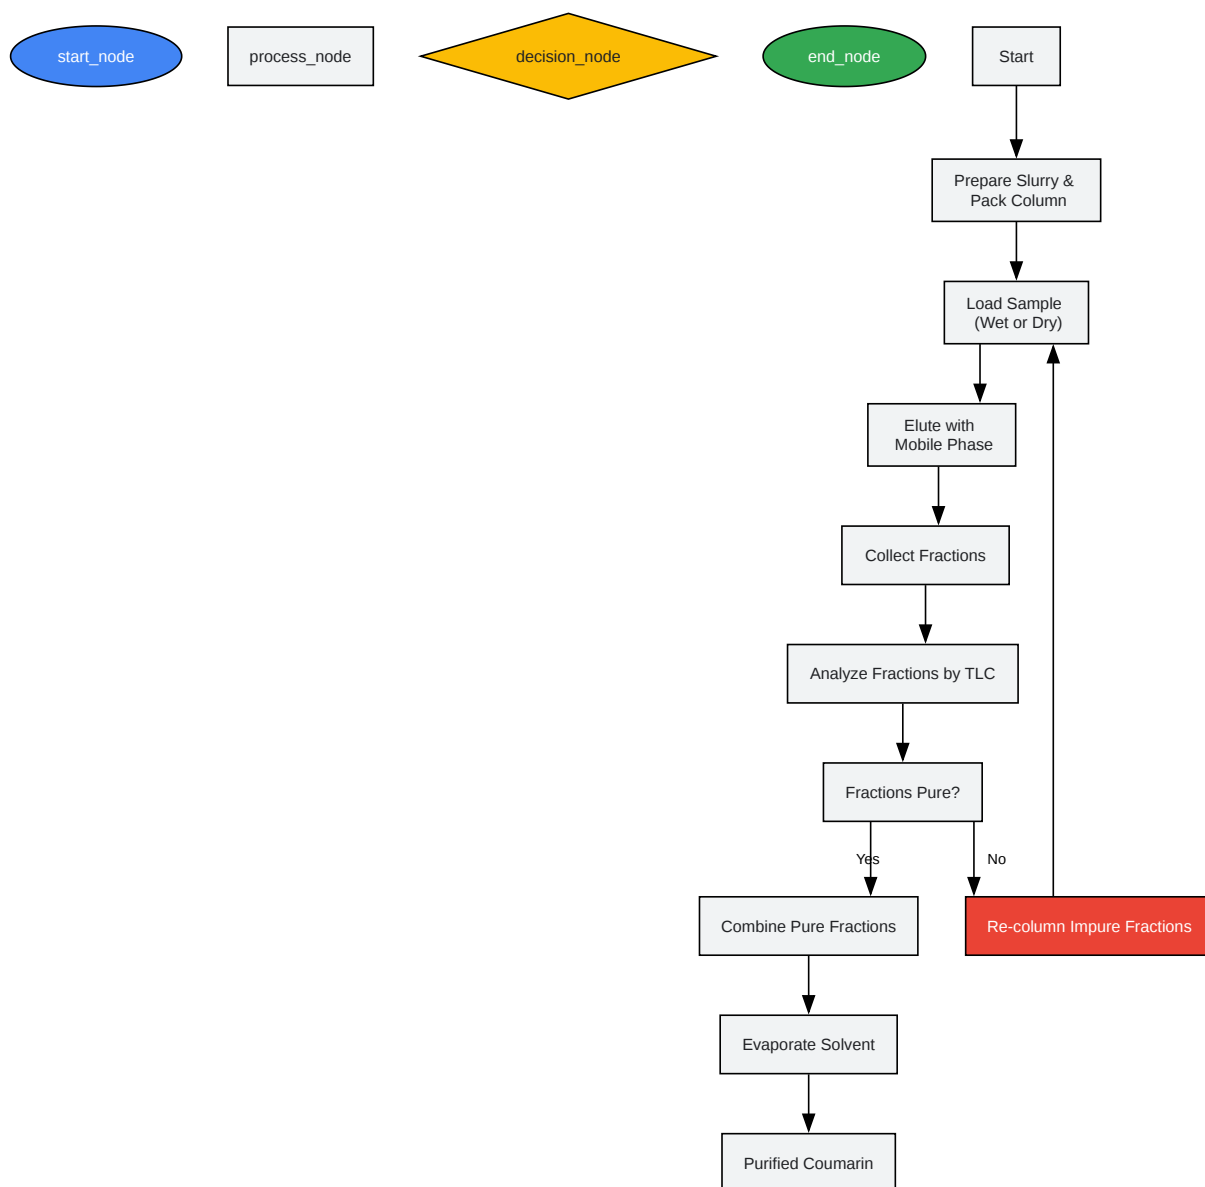 start_node
process_node
decision_node
end_node
Start
Prepare Slurry &
Pack Column
Load Sample
(Wet or Dry)
Elute with
Mobile Phase
Collect Fractions
Analyze Fractions by TLC
Fractions Pure?
Yes
No
Combine Pure Fractions
Re-column Impure Fractions
Evaporate Solvent
Purified Coumarin